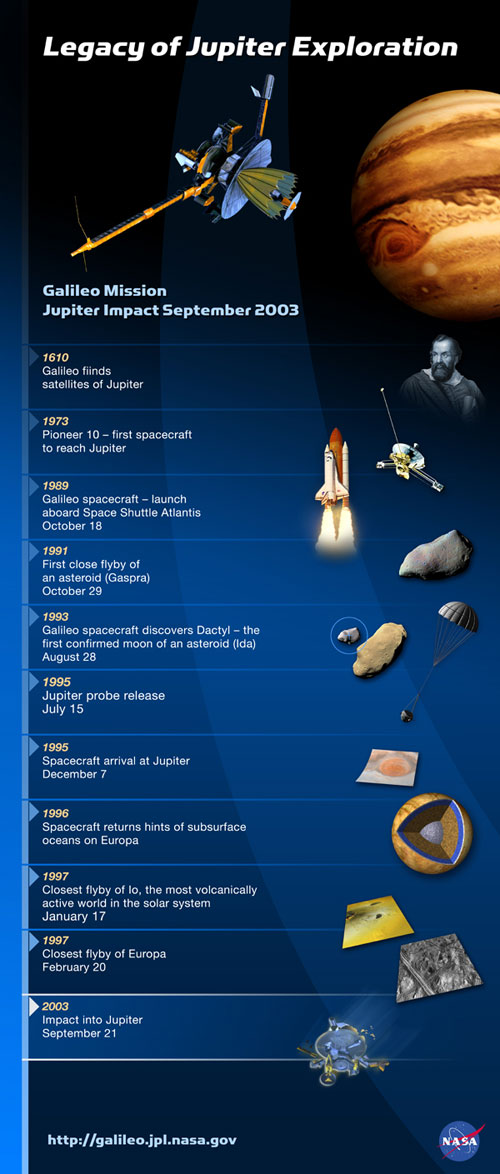 Legacy of Jupiter Exploration
Galileo Mission
Jupiter Impact September 2003
1610
Galileo fiinds
satellites of Jupiter
1973
Pioneer 10 – first spacecraft
to reach Jupiter
1989
Galileo spacecraft – launch
aboard Space Shuttle Atlantis
October 18
1991
First close flyby of
an asteroid (Gaspra)
October 29
1993
Galileo spacecraft discovers Dactyl – the
first confirmed moon of an asteroid (Ida)
August 28
1995
Jupiter probe release
July 15
1995
Spacecraft arrival at Jupiter
December 7
1996
Spacecraft returns hints of subsurface
oceans on Europa
1997
Closest flyby of Io, the most volcanically
active world in the solar system
January 17
1997
Closest flyby of Europa
February 20
2003
Impact into Jupiter
September 21
http://galileo.jpl.nasa.gov
NASA